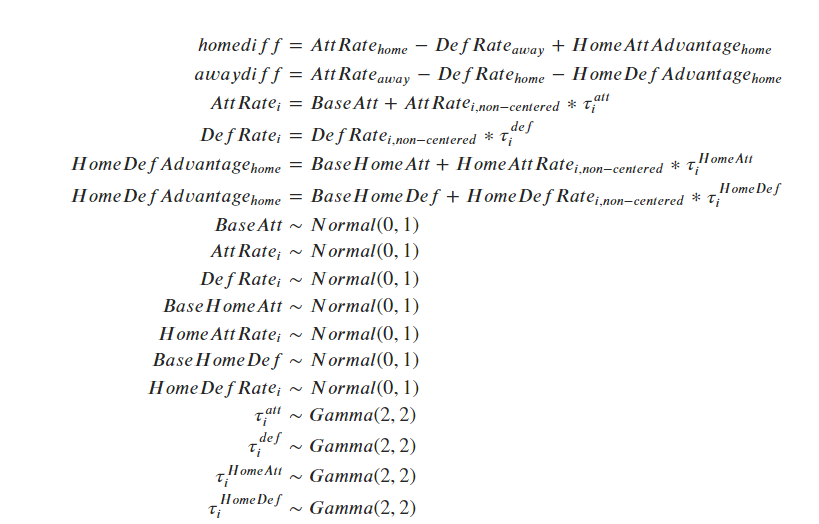 homediff = AttRate_home − DefRate_away + HomeAttAdvantage_home
awaydiff = AttRate_away − DefRate_home − HomeDefAdvantage_home
AttRate_i = BaseAtt + AttRate_i,non−centered * τ_i^att
DefRate_i = DefRate_i,non−centered * τ_i^def
HomeDefAdvantage_home = BaseHomeAtt + HomeAttRate_i,non−centered * τ_i^HomeAtt
HomeDefAdvantage_home = BaseHomeDef + HomeDefRate_i,non−centered * τ_i^HomeDef
BaseAtt ∼ Normal(0, 1)
AttRate_i ∼ Normal(0, 1)
DefRate_i ∼ Normal(0, 1)
BaseHomeAtt ∼ Normal(0, 1)
HomeAttRate_i ∼ Normal(0, 1)
BaseHomeDef ∼ Normal(0, 1)
HomeDefRate_i ∼ Normal(0, 1)
τ_i^att ∼ Gamma(2, 2)
τ_i^def ∼ Gamma(2, 2)
τ_i^HomeAtt ∼ Gamma(2, 2)
τ_i^HomeDef ∼ Gamma(2, 2)